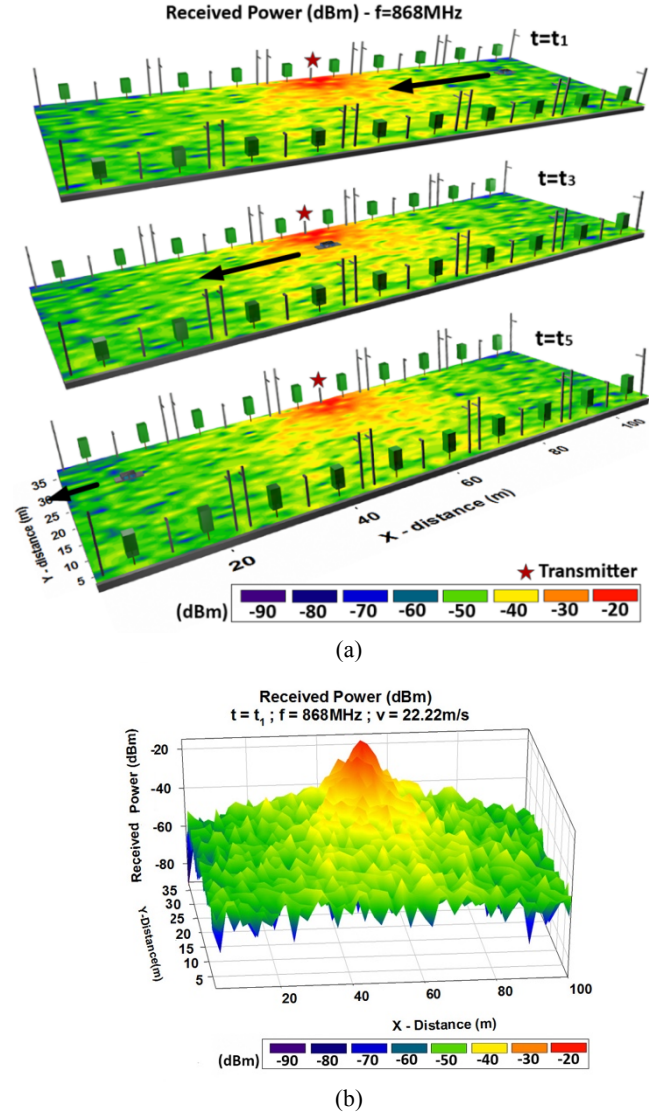 Received Power (dBm) - f=868MHz
t=t1
t=t3
t=t5
35
30
25
20
15
10
5
Y - distance (m)
20
40
60
80
100
X - distance (m)
★ Transmitter
(dBm)
-90 -80 -70 -60 -50 -40 -30 -20
(a)
Received Power (dBm)
t = t1 ; f = 868MHz ; v = 22.22m/s
Received Power (dBm)
-20
-40
-60
-80
35
30
25
20
15
10
5
Y-Distance(m)
20 40 60 80 100
X - Distance (m)
(dBm)
-90 -80 -70 -60 -50 -40 -30 -20
(b)